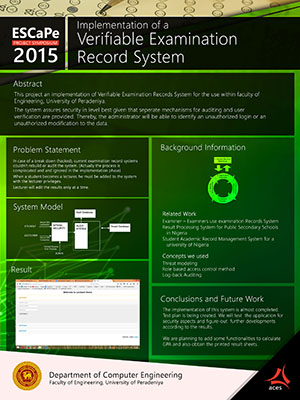 ESCaPe
PROJECT SYMPOSIUM
2015
Implementation of a
Verifiable Examination
Record System
Abstract
This project an implementation of Verifiable Examination Records System for the use within faculty of
Engineering, University of Peradeniya
The system assures security in level best given that seperate mechanisms for auditing and user
verification are provided. Thereby, the administrator will be able to identify an unauthorized login or an
unauthorized modification to the data.
Problem Statement
In case of a break down (hacked); current examination record systems
couldn't rebuild or audit the system. (Actually the process is
complicated and and ignored in the implementation phase)
When a student becomes a lecturer, he must be added to the system
with the lecturer privileges.
Lecturer will edit the results only at a time.
System Model
Result
Background Information
Related Work
Examiner – Examiners use examination Records System
Result Processing System for Public Secondary Schools
in Nigeria
Student Academic Record Management System for a
university of Nigeria
Concepts we used
Threat modeling
Role based access control method
Log-back Auditing
Conclusions and Future Work
The implementation of this system is almost completed.
Test plan is being created. We will test the application for
security aspects and figure out further developments
according to the results.
We are planning to add some functionalities to calculate
GPA and also obtain the printed result sheets.
Department of Computer Engineering
Faculty of Engineering, University of Peradeniya
aces